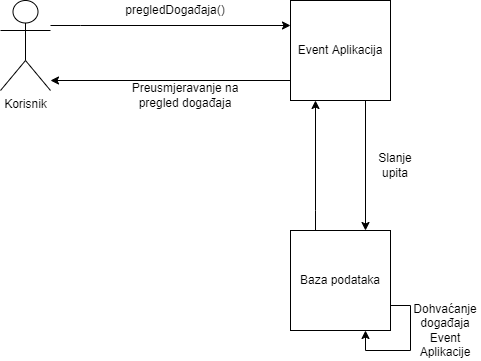 pregledDogađaja()
Event Aplikacija
Korisnik
Preusmjeravanje na
pregled događaja
Slanje
upita
Baza podataka
Dohvaćanje
događaja
Event
Aplikacije